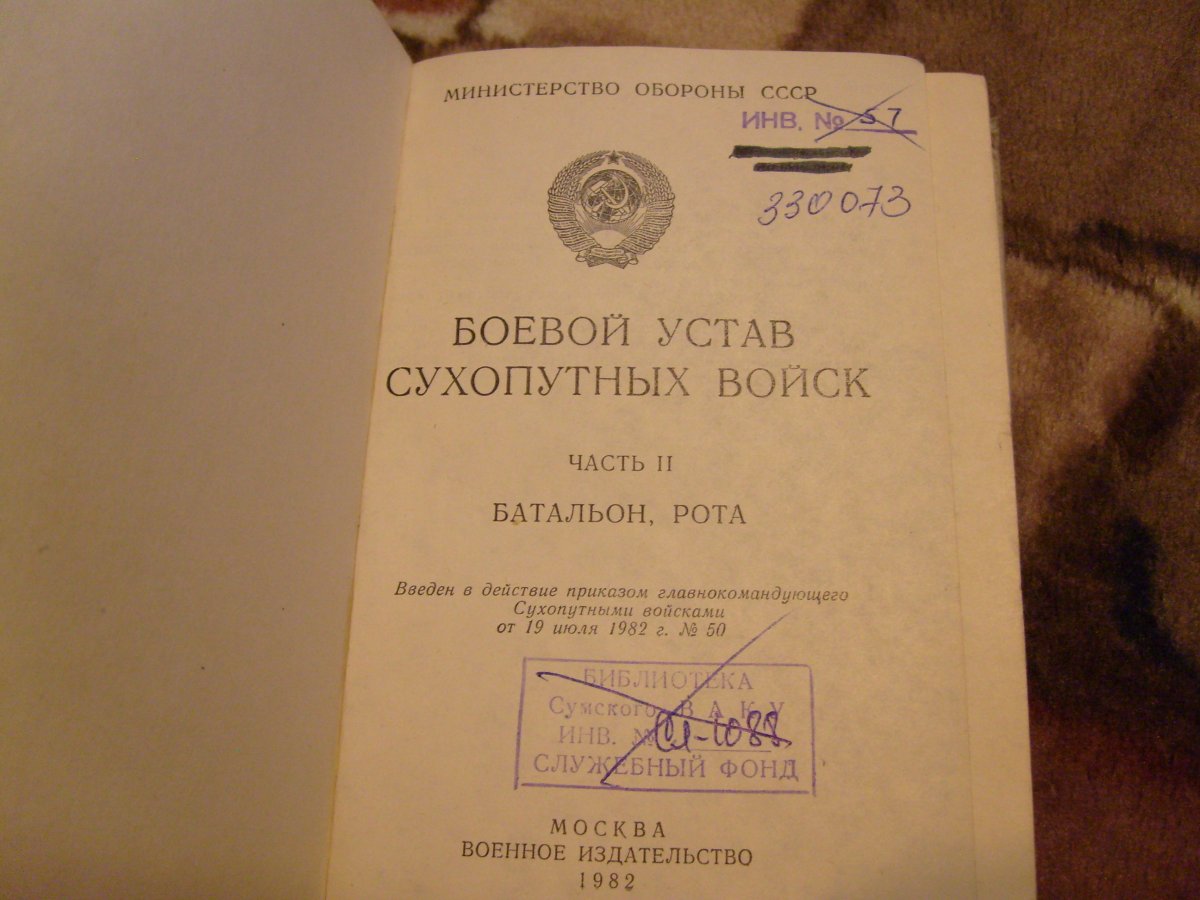 МИНИСТЕРСТВО ОБОРОНЫ СССР
ИНВ. № 57
330073
БОЕВОЙ УСТАВ
СУХОПУТНЫХ ВОЙСК
ЧАСТЬ II
БАТАЛЬОН, РОТА
Введен в действие приказом главнокомандующего
Сухопутными войсками
от 19 июля 1982 г. № 50
БИБЛИОТЕКА
Сумского В А К У
ИНВ. № 1088
СЛУЖЕБНЫЙ ФОНД
МОСКВА
ВОЕННОЕ ИЗДАТЕЛЬСТВО
1982